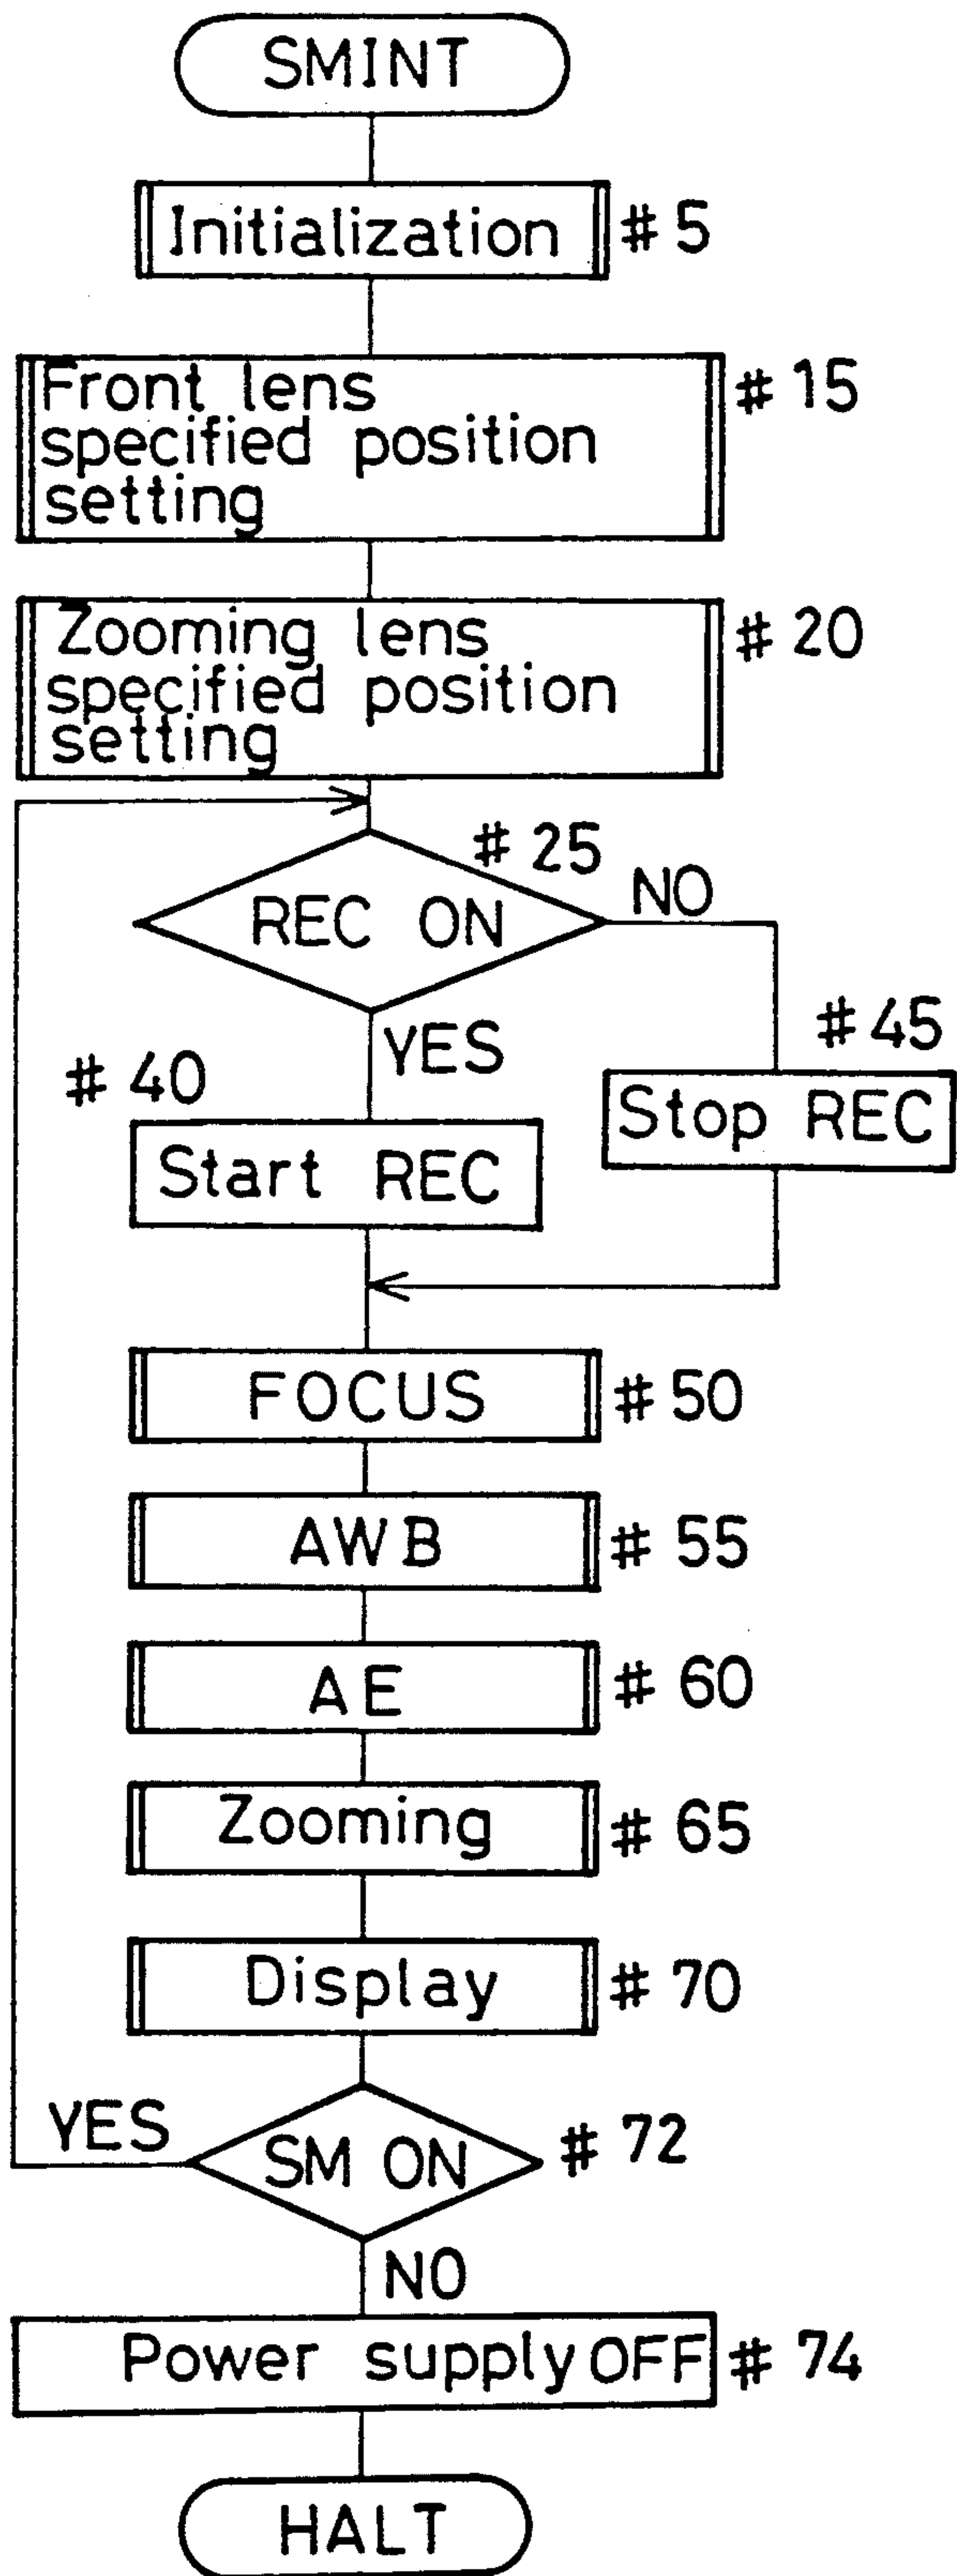 SMINT
Initialization
# 5
Front lens
specified position
setting
# 15
Zooming lens
specified position
setting
# 20
# 25
REC ON
NO
YES
# 40
Start REC
# 45
Stop REC
FOCUS
# 50
AWB
# 55
AE
# 60
Zooming
# 65
Display
# 70
SM ON
# 72
YES
NO
Power supply OFF
# 74
HALT